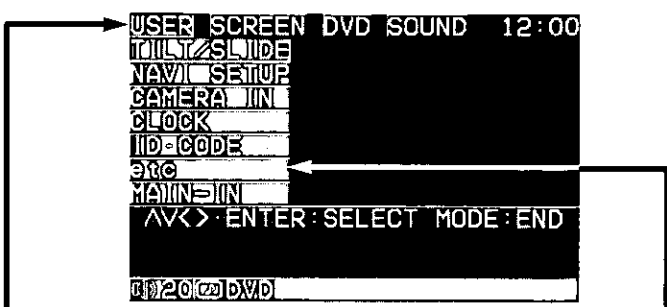 USER SCREEN DVD SOUND 12:00
TILT/SLIDE
NAVI SETUP
CAMERA IN
CLOCK
ID-CODE
etc
MAIN-IN
∧∨<>·ENTER:SELECT MODE:END
20 DVD